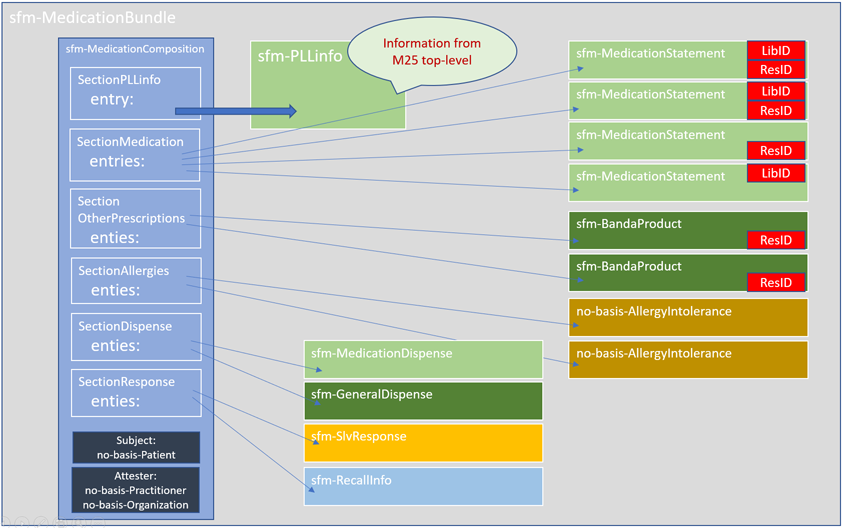 sfm-MedicationBundle
sfm-MedicationComposition
SectionPLLinfo
entry:
SectionMedication
entries:
Section
OtherPrescriptions
enties:
SectionAllergies
enties:
SectionDispense
enties:
SectionResponse
enties:
Subject:
no-basis-Patient
Attester:
no-basis-Practitioner
no-basis-Organization
sfm-PLLinfo
Information from
M25 top-level
sfm-MedicationStatement
LibID
ResID
sfm-MedicationStatement
LibID
ResID
sfm-MedicationStatement
ResID
sfm-MedicationStatement
LibID
sfm-BandaProduct
ResID
sfm-BandaProduct
ResID
no-basis-AllergyIntolerance
no-basis-AllergyIntolerance
sfm-MedicationDispense
sfm-GeneralDispense
sfm-SlvResponse
sfm-RecallInfo